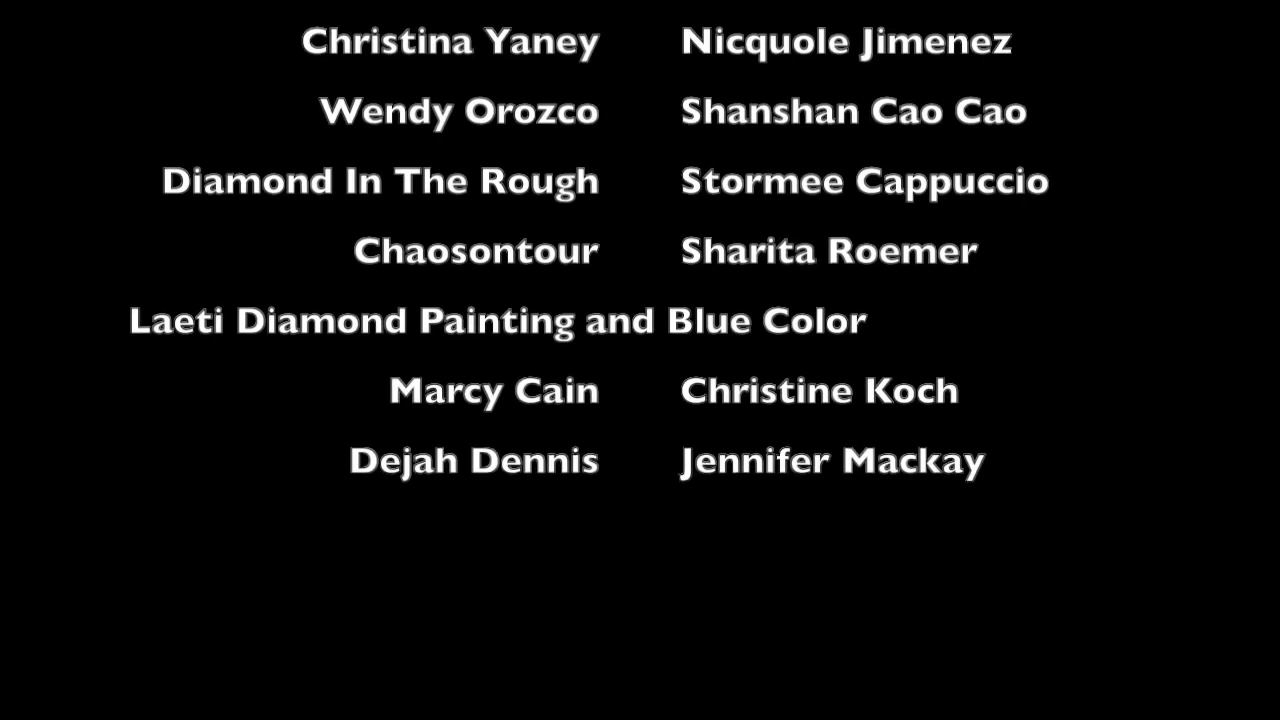 Christina Yaney Nicquole Jimenez
Wendy Orozco Shanshan Cao Cao
Diamond In The Rough Stormee Cappuccio
Chaosontour Sharita Roemer
Laeti Diamond Painting and Blue Color
Marcy Cain Christine Koch
Dejah Dennis Jennifer Mackay